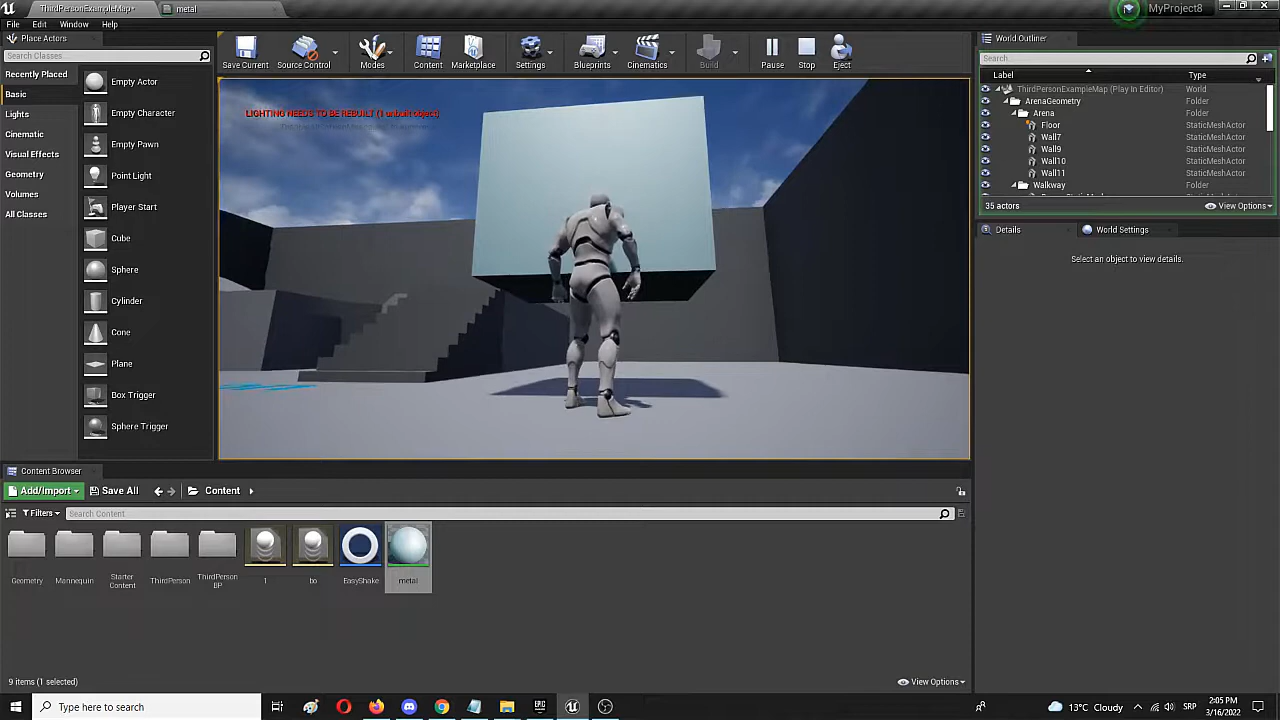 ThirdPersonExampleMap*
metal
MyProject8
File Edit Window Help
Place Actors
Search Classes
Recently Placed
Basic
Lights
Cinematic
Visual Effects
Geometry
Volumes
All Classes
Empty Actor
Empty Character
Empty Pawn
Point Light
Player Start
Cube
Sphere
Cylinder
Cone
Plane
Box Trigger
Sphere Trigger
Save Current
Source Control
Modes
Content
Marketplace
Settings
Blueprints
Cinematics
Build
Pause
Stop
Eject
LIGHTING NEEDS TO BE REBUILT (1 unbuilt object)
World Outliner
Search...
Label Type
ThirdPersonExampleMap (Play In Editor) World
ArenaGeometry Folder
Arena Folder
Floor StaticMeshActor
Wall7 StaticMeshActor
Wall9 StaticMeshActor
Wall10 StaticMeshActor
Wall11 StaticMeshActor
Walkway Folder
35 actors
View Options
Details
World Settings
Select an object to view details.
Content Browser
Add/Import
Save All
Content
Filters
Search Content
Geometry
Mannequin
Starter
Content
ThirdPerson
ThirdPerson
BP
1
bo
EasyShake
metal
9 items (1 selected)
View Options
Type here to search
EPIC
13°C Cloudy
SRP
2:05 PM
3/16/2022